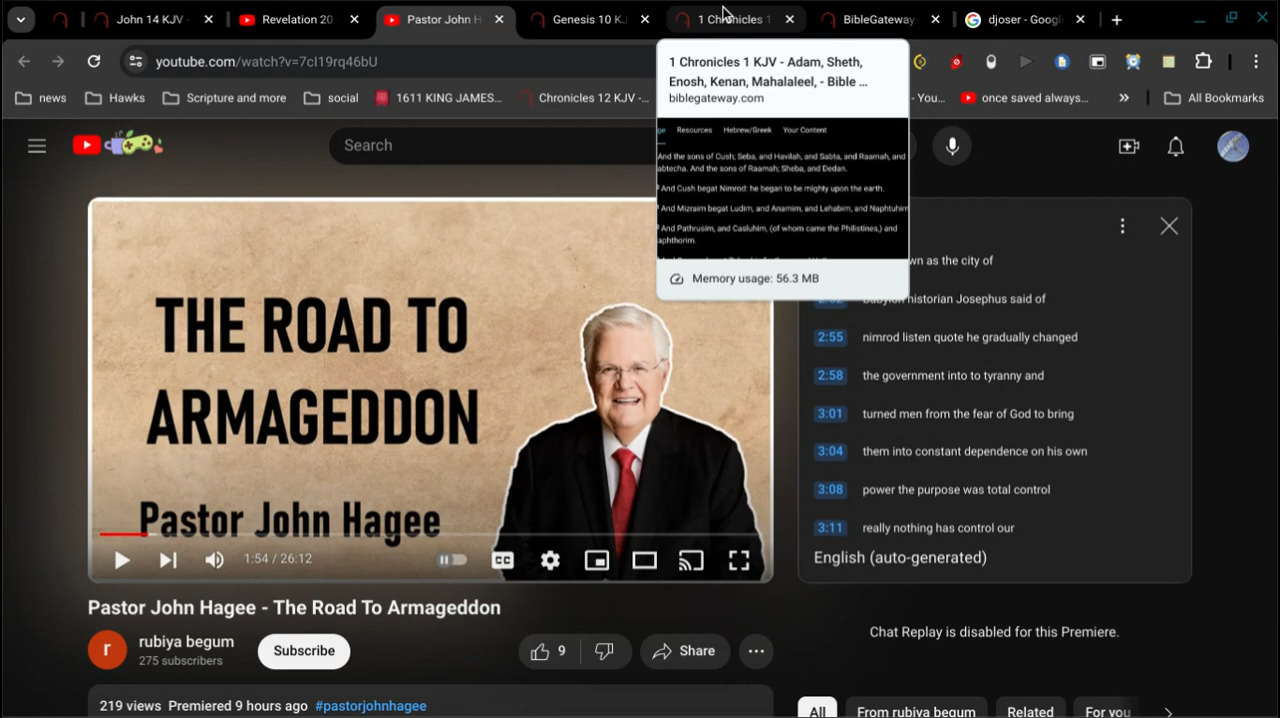 John 14 KJV
Revelation 20
Pastor John H
Genesis 10 KJ
1 Chronicles 1
BibleGateway
djoser - Googl
youtube.com/watch?v=7cI19rq46bU
news
Hawks
Scripture and more
social
1611 KING JAMES...
Chronicles 12 KJV -...
- You...
once saved always...
All Bookmarks
1 Chronicles 1 KJV - Adam, Sheth,
Enosh, Kenan, Mahalaleel, - Bible ...
biblegateway.com
ge Resources Hebrew/Greek Your Content
And the sons of Cush; Seba, and Havilah, and Sabta, and Raamah, and
abtecha. And the sons of Raamah; Sheba, and Dedan.
And Cush begat Nimrod: he began to be mighty upon the earth.
And Mizraim begat Ludim, and Anamim, and Lehabim, and Naphtuhim
And Pathrusim, and Casluhim, (of whom came the Philistines,) and
aphthorim.
Memory usage: 56.3 MB
Search
THE ROAD TO
ARMAGEDDON
Pastor John Hagee
1:54 / 26:12
CC
wn as the city of
Babylon historian Josephus said of
2:55 nimrod listen quote he gradually changed
2:58 the government into to tyranny and
3:01 turned men from the fear of God to bring
3:04 them into constant dependence on his own
3:08 power the purpose was total control
3:11 really nothing has control our
English (auto-generated)
Pastor John Hagee - The Road To Armageddon
r
rubiya begum
275 subscribers
Subscribe
9
Share
Chat Replay is disabled for this Premiere.
219 views Premiered 9 hours ago #pastorjohnhagee
All
From rubiya begum
Related
For you